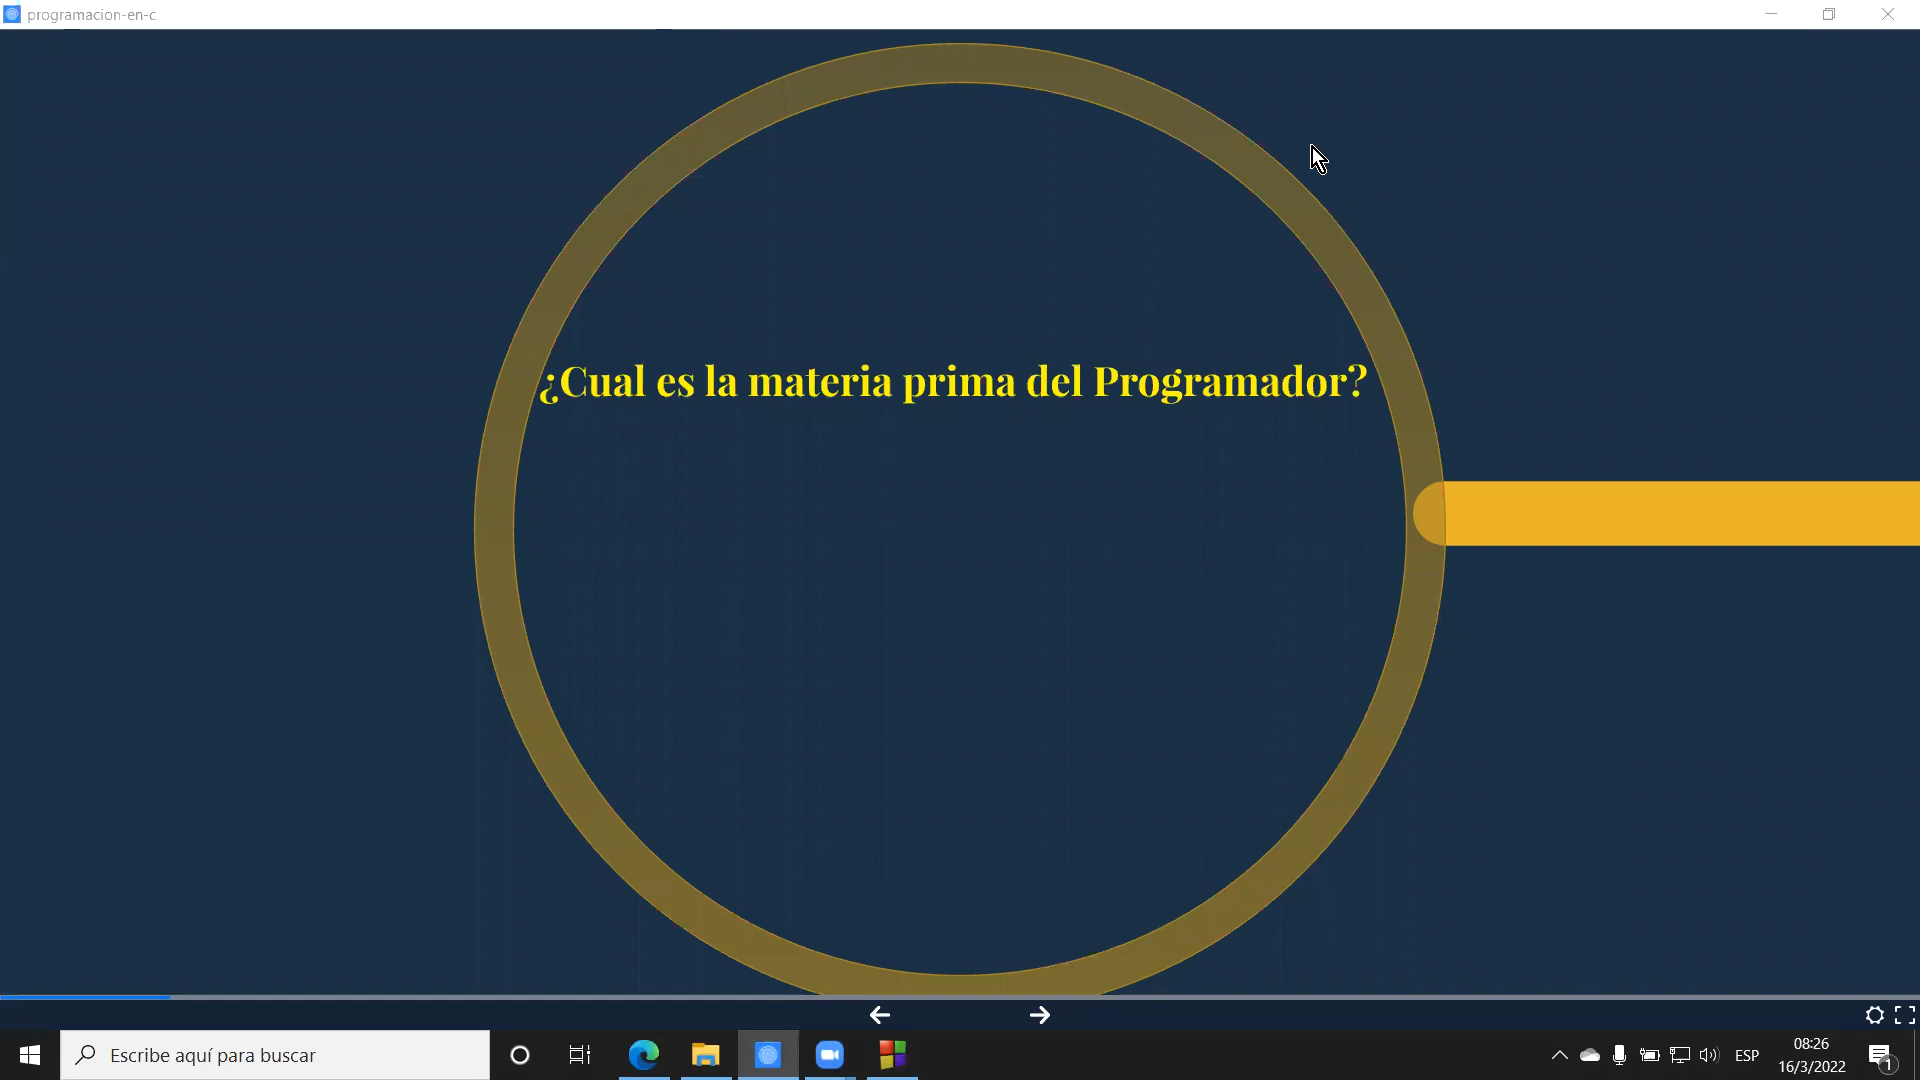 programacion-en-c
¿Cual es la materia prima del Programador?
Escribe aquí para buscar
ESP
08:26
16/3/2022
1